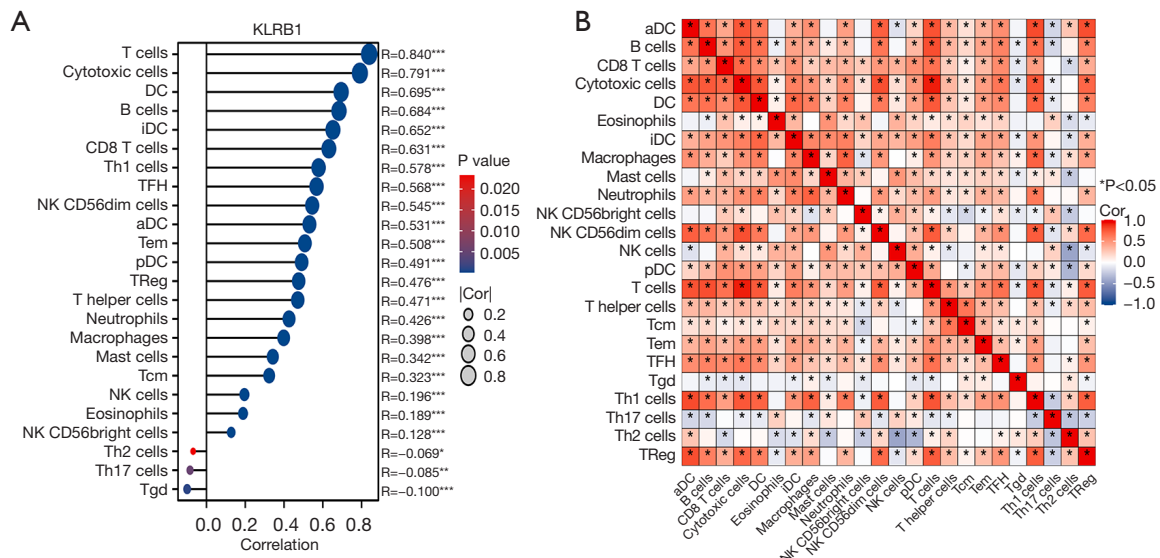 A
KLRB1
T cells R=0.840***
Cytotoxic cells R=0.791***
DC R=0.695***
B cells R=0.684***
iDC R=0.652***
CD8 T cells R=0.631***
Th1 cells R=0.578***
TFH R=0.568***
NK CD56dim cells R=0.545***
aDC R=0.531***
Tem R=0.508***
pDC R=0.491***
TReg R=0.476***
T helper cells R=0.471***
Neutrophils R=0.426***
Macrophages R=0.398***
Mast cells R=0.342***
Tcm R=0.323***
NK cells R=0.196***
Eosinophils R=0.189***
NK CD56bright cells R=0.128***
Th2 cells R=−0.069*
Th17 cells R=−0.085**
Tgd R=−0.100***
0.0 0.2 0.4 0.6 0.8
Correlation
P value
0.020
0.015
0.010
0.005
|Cor|
0.2
0.4
0.6
0.8
B
aDC
B cells
CD8 T cells
Cytotoxic cells
DC
Eosinophils
iDC
Macrophages
Mast cells
Neutrophils
NK CD56bright cells
NK CD56dim cells
NK cells
pDC
T cells
T helper cells
Tcm
Tem
TFH
Tgd
Th1 cells
Th17 cells
Th2 cells
TReg
aDC
B cells
CD8 T cells
Cytotoxic cells
DC
Eosinophils
iDC
Macrophages
Mast cells
Neutrophils
NK CD56bright cells
NK CD56dim cells
NK cells
pDC
T cells
T helper cells
Tcm
Tem
TFH
Tgd
Th1 cells
Th17 cells
Th2 cells
TReg
*P<0.05
Cor
1.0
0.5
0.0
−0.5
−1.0